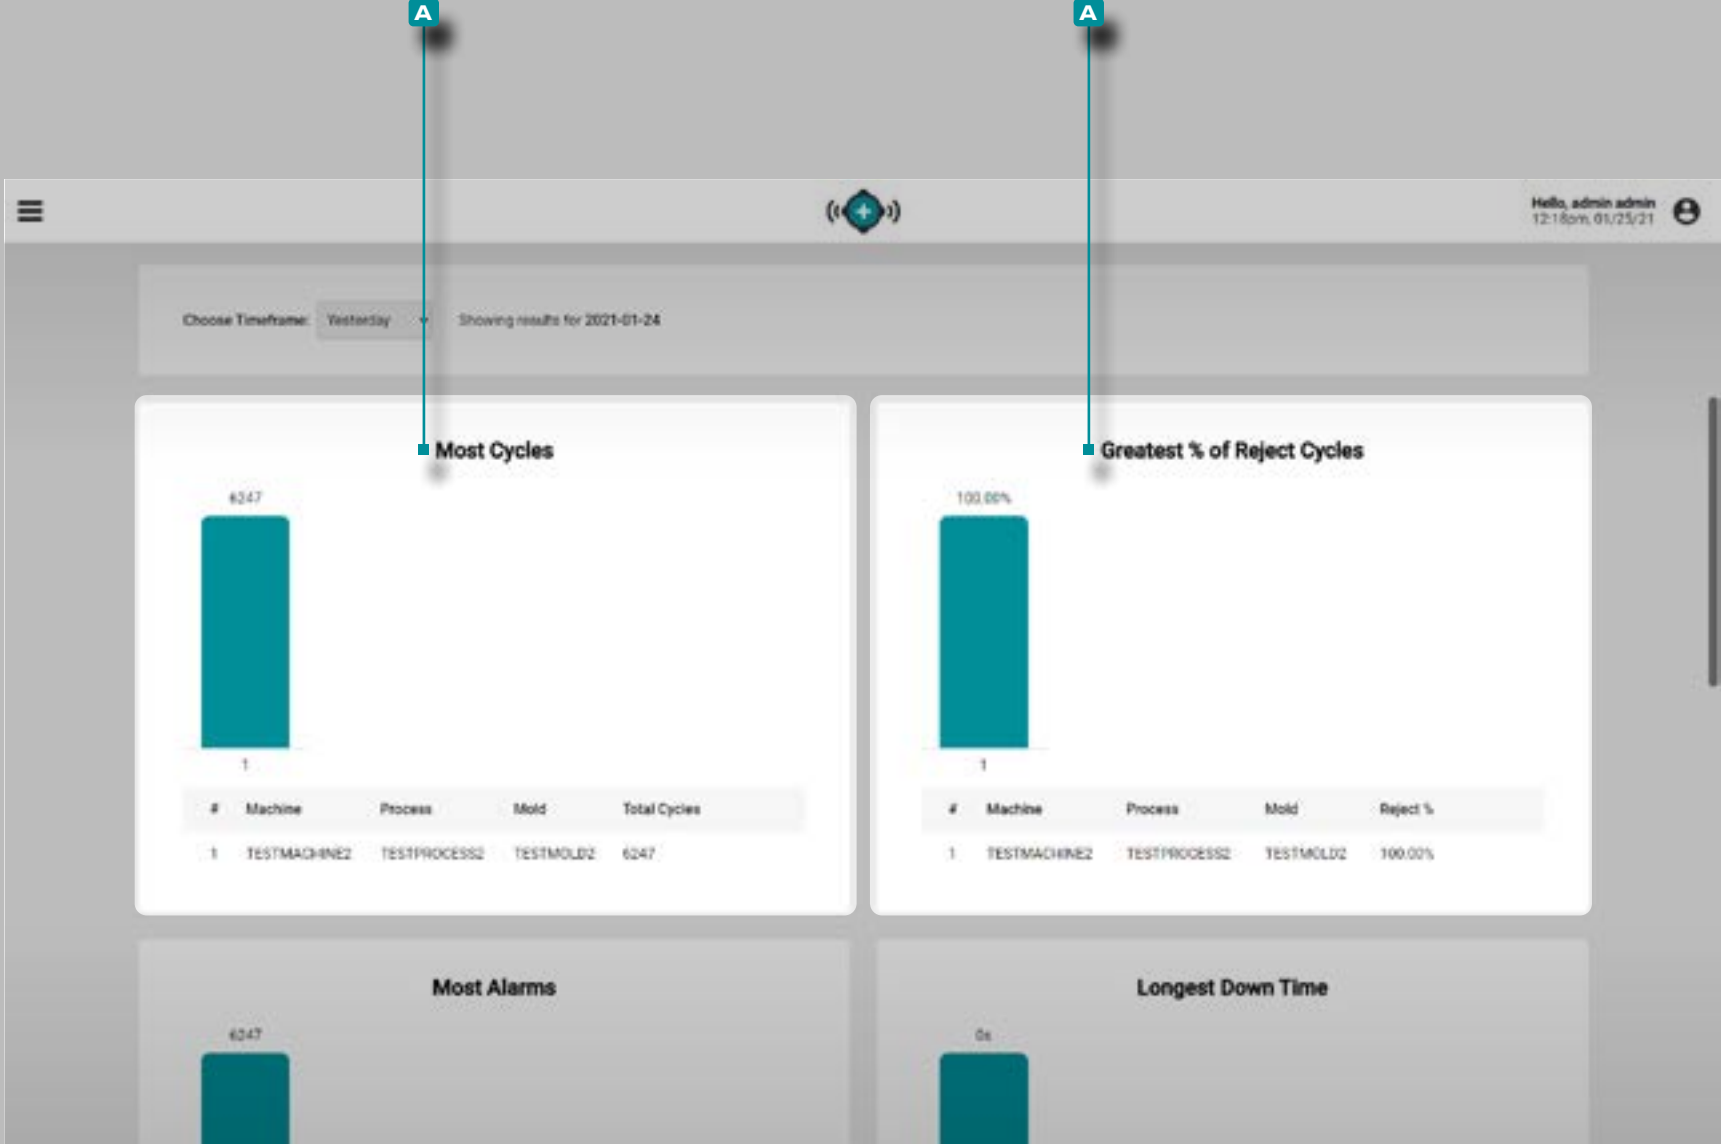 A
A
Hello, admin admin
12:18pm, 01/25/21
Choose Timeframe: Yesterday
Showing results for 2021-01-24
Most Cycles
6247
1
# Machine Process Mold Total Cycles
1 TESTMACHINE2 TESTPROCESS2 TESTMOLD2 6247
Greatest % of Reject Cycles
100.00%
1
# Machine Process Mold Reject %
1 TESTMACHINE2 TESTPROCESS2 TESTMOLD2 100.00%
Most Alarms
6247
Longest Down Time
0s